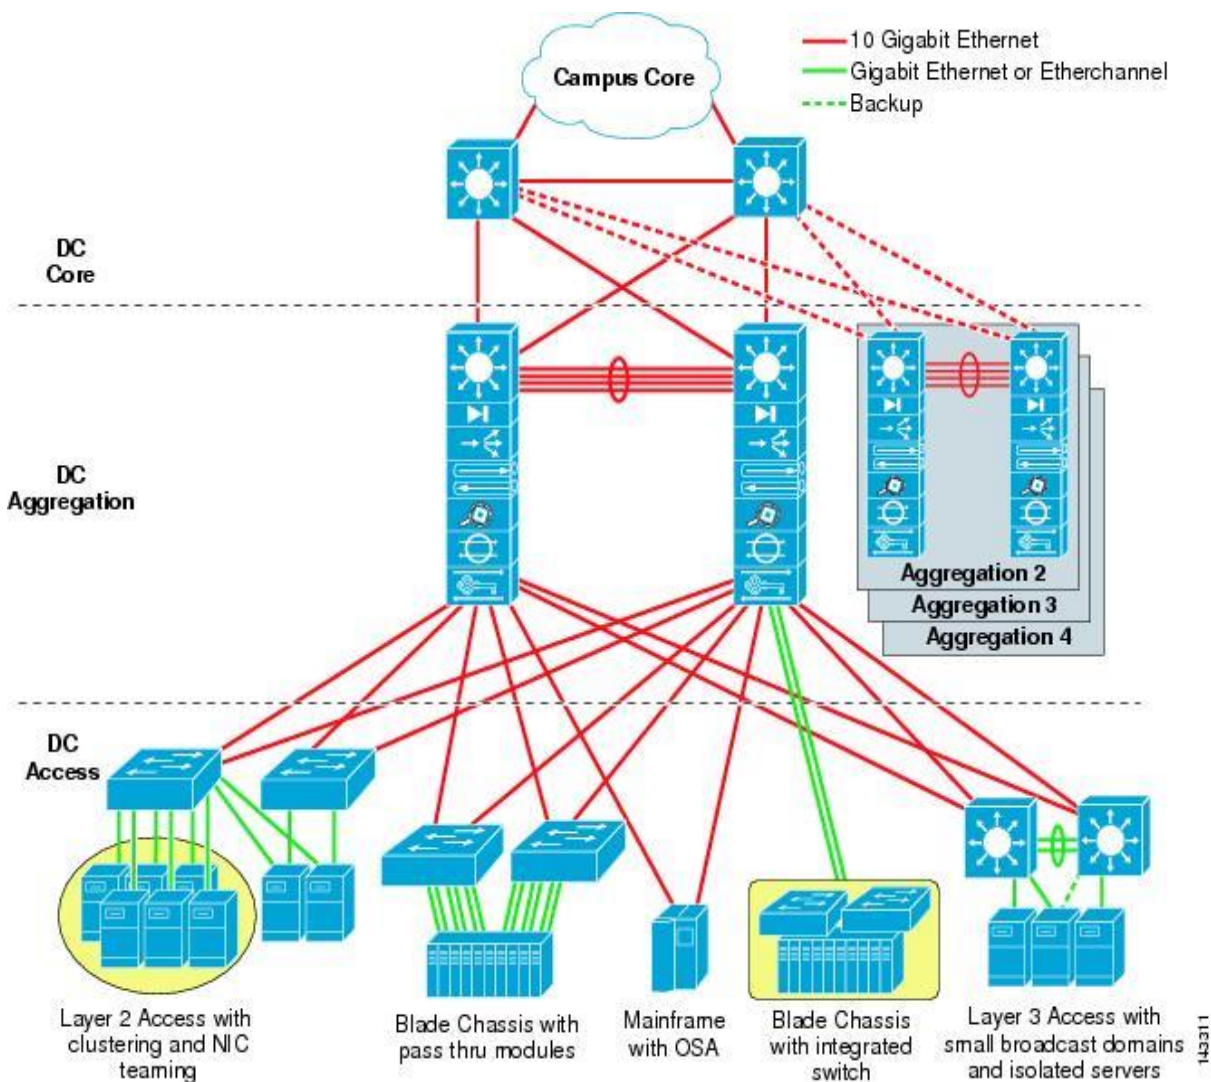 10 Gigabit Ethernet
Gigabit Ethernet or Etherchannel
Backup
Campus Core
DC
Core
DC
Aggregation
Aggregation 2
Aggregation 3
Aggregation 4
DC
Access
Layer 2 Access with
clustering and NIC
teaming
Blade Chassis with
pass thru modules
Mainframe
with OSA
Blade Chassis
with integrated
switch
Layer 3 Access with
small broadcast domains
and isolated servers
143311